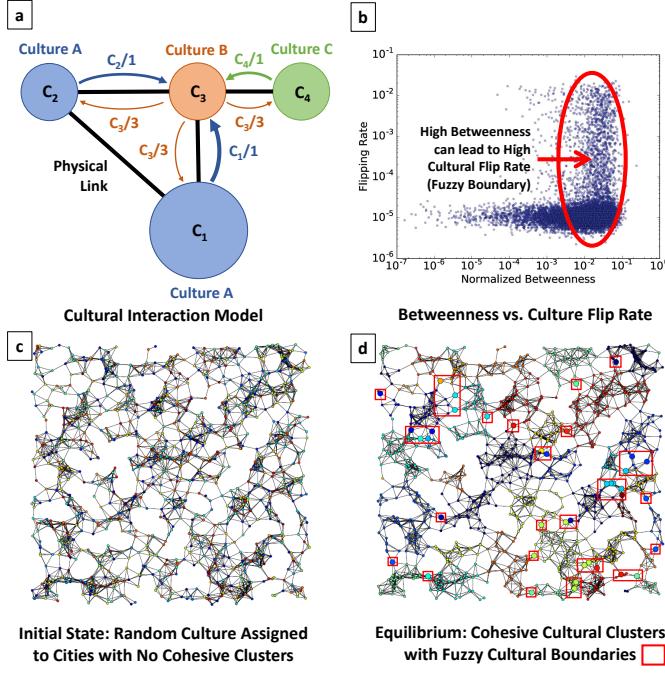 a
Culture A
Culture B
Culture C
C₂/1
C₄/1
C₂
C₃
C₄
C₃/3
C₃/3
C₃/3
C₁/1
Physical
Link
C₁
Culture A
Cultural Interaction Model
b
10⁻¹
10⁻²
10⁻³
10⁻⁴
10⁻⁵
10⁻⁶
Flipping Rate
High Betweenness
can lead to High
Cultural Flip Rate
(Fuzzy Boundary)
10⁻⁷ 10⁻⁶ 10⁻⁵ 10⁻⁴ 10⁻³ 10⁻² 10⁻¹ 10⁰
Normalized Betweenness
Betweenness vs. Culture Flip Rate
c
Initial State: Random Culture Assigned
to Cities with No Cohesive Clusters
d
Equilibrium: Cohesive Cultural Clusters
with Fuzzy Cultural Boundaries